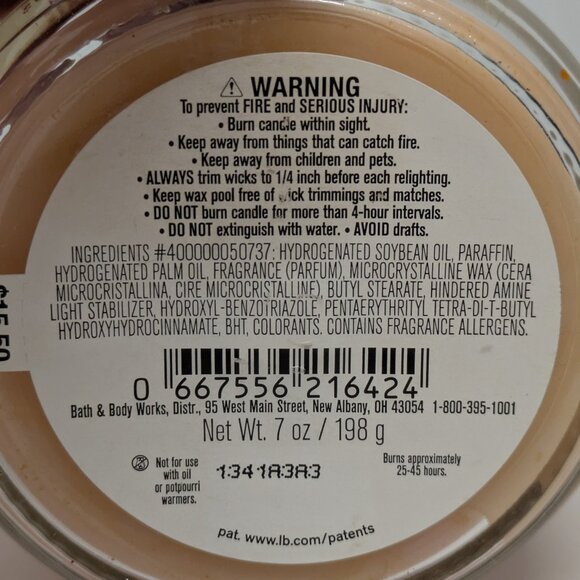 ⚠ WARNING
To prevent FIRE and SERIOUS INJURY:
• Burn candle within sight.
• Keep away from things that can catch fire.
• Keep away from children and pets.
• ALWAYS trim wicks to 1/4 inch before each relighting.
• Keep wax pool free of wick trimmings and matches.
• DO NOT burn candle for more than 4-hour intervals.
• DO NOT extinguish with water. • AVOID drafts.
INGREDIENTS #400000050737: HYDROGENATED SOYBEAN OIL, PARAFFIN,
HYDROGENATED PALM OIL, FRAGRANCE (PARFUM), MICROCRYSTALLINE WAX (CERA
MICROCRISTALLINA, CIRE MICROCRISTALLINE), BUTYL STEARATE, HINDERED AMINE
LIGHT STABILIZER, HYDROXYL-BENZOTRIAZOLE, PENTAERYTHRITYL TETRA-DI-T-BUTYL
HYDROXYHYDROCINNAMATE, BHT, COLORANTS. CONTAINS FRAGRANCE ALLERGENS.
0 667556 216424
Bath & Body Works, Distr., 95 West Main Street, New Albany, OH 43054 1-800-395-1001
Net Wt. 7 oz / 198 g
Not for use
with oil
or potpourri
warmers.
1341A3A3
Burns approximately
25-45 hours.
pat. www.lb.com/patents
$15.50